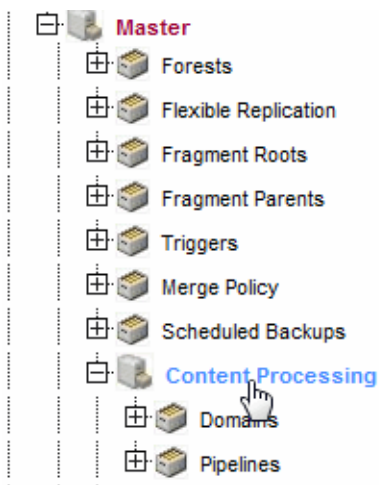 Master
Forests
Flexible Replication
Fragment Roots
Fragment Parents
Triggers
Merge Policy
Scheduled Backups
Content Processing
Domains
Pipelines